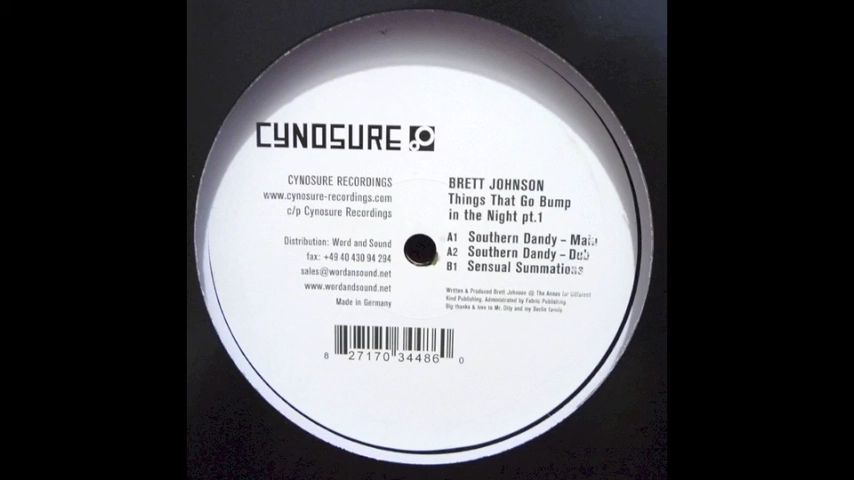 CYNOSURE
CYNOSURE RECORDINGS
www.cynosure-recordings.com
c/p Cynosure Recordings
Distribution: Word and Sound
fax: +49 40 430 94 294
sales@wordandsound.net
www.wordandsound.net
Made in Germany
BRETT JOHNSON
Things That Go Bump
in the Night pt.1
A1 Southern Dandy – Main
A2 Southern Dandy – Dub
B1 Sensual Summations
Written & Produced Brett Johnson @ The Annex for Different
Kind Publishing, Administrated by Fabric Publishing
Big thanks & love to Mr. Oity and my Berlin family
8 27170 34486 0